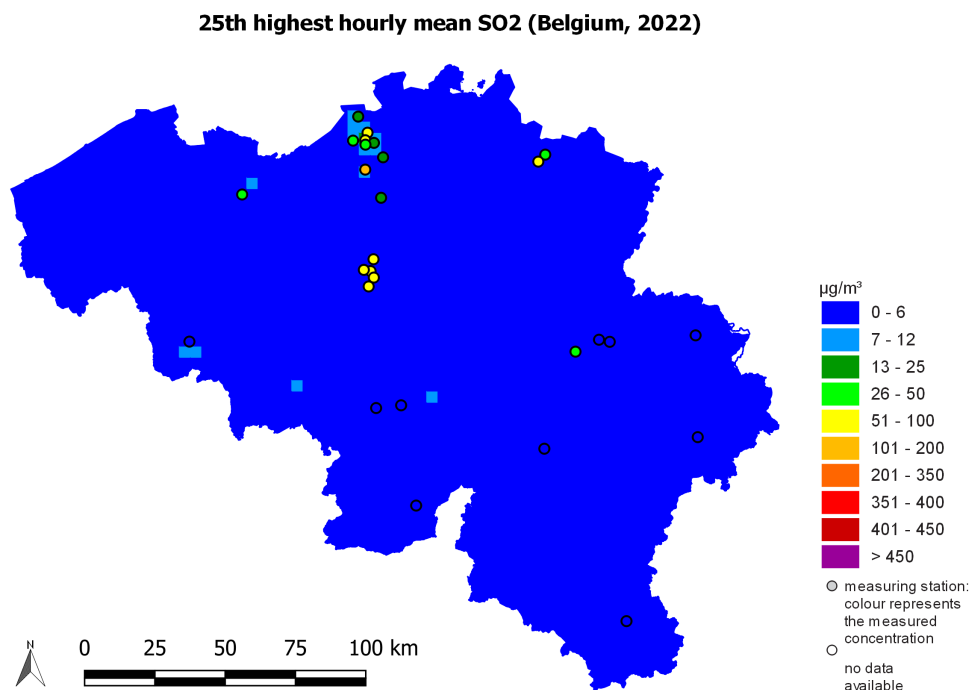 25th highest hourly mean SO2 (Belgium, 2022)
µg/m³
0 - 6
7 - 12
13 - 25
26 - 50
51 - 100
101 - 200
201 - 350
351 - 400
401 - 450
> 450
measuring station:
colour represents
the measured
concentration
no data
available
N
0 25 50 75 100 km